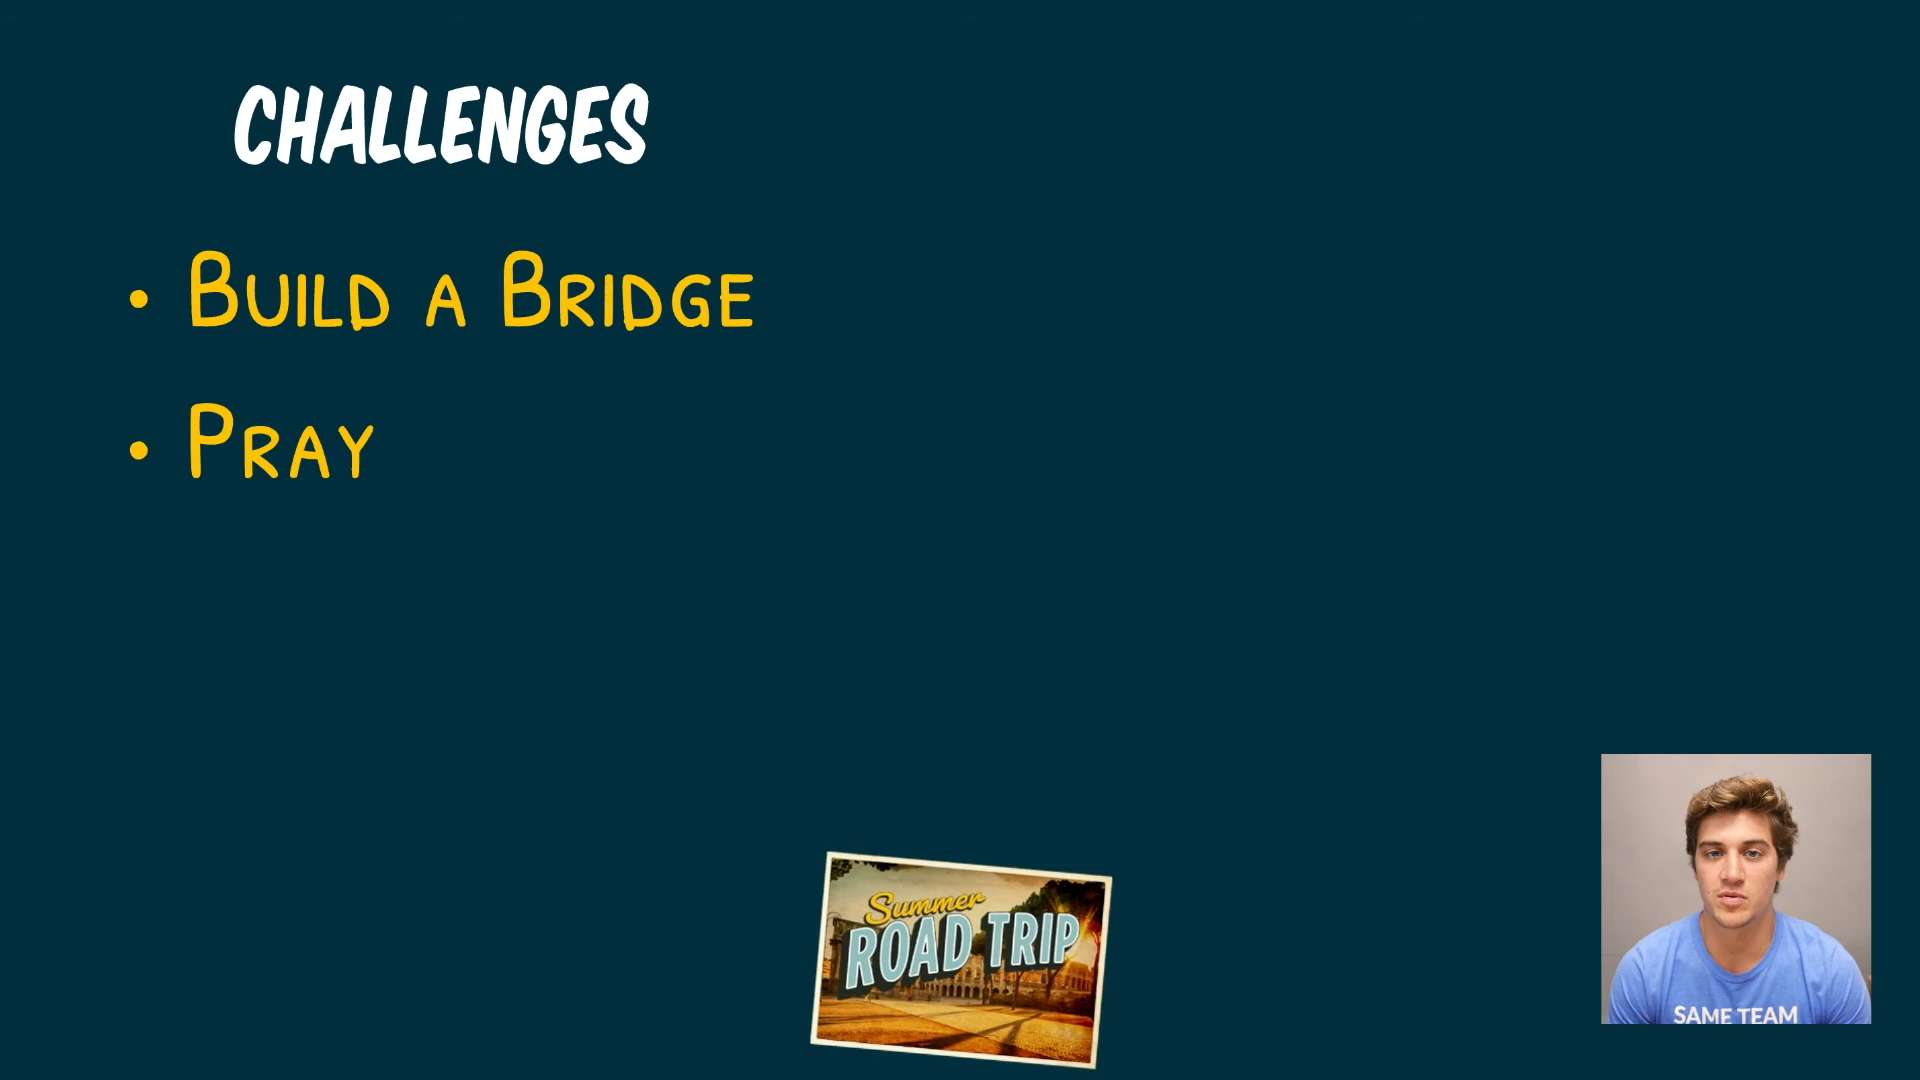 CHALLENGES
• BUILD A BRIDGE
• PRAY
Summer
ROAD TRIP
SAME TEAM